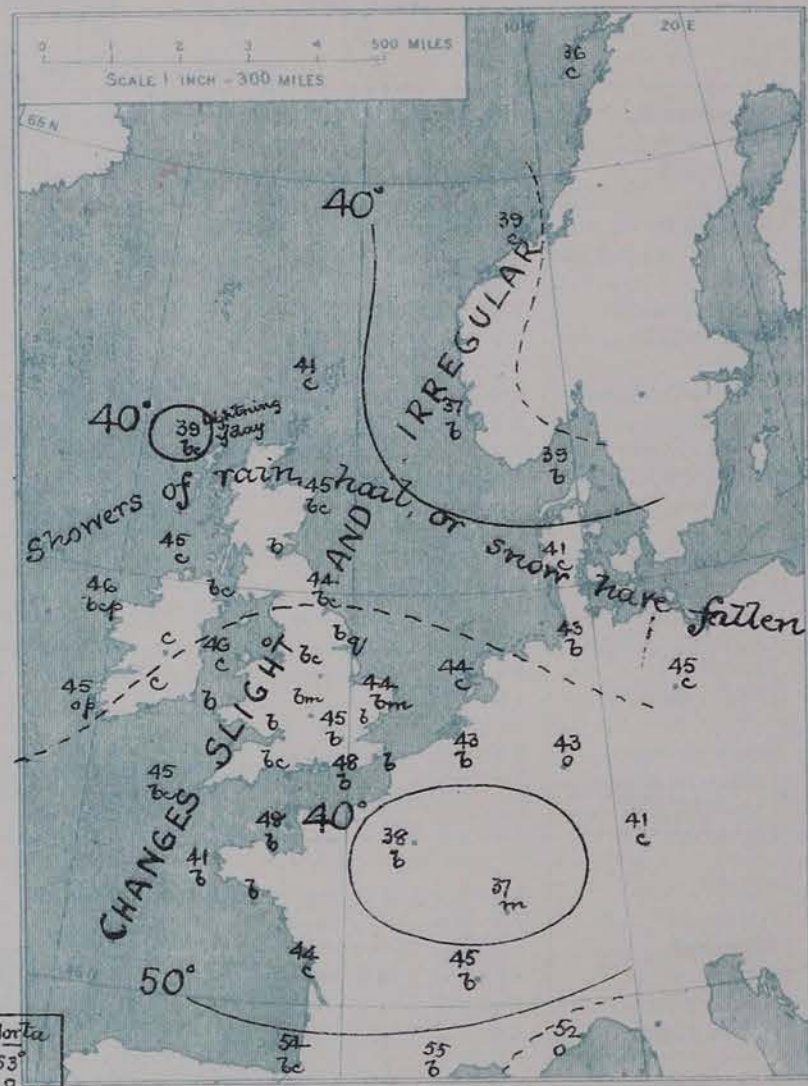 0 1 2 3 4 500 MILES
SCALE 1 INCH = 300 MILES
10 E
20 E
65 N
36
c
40°
39
c
IRREGULAR
41
c
40°
39
bc
Lightning
y'day
37
b
39
b
Showers of rain, hail, or snow have fallen
45
bc
AND
45
c
b
41
c
46
bcp
bc
44
bc
43
b
c
46
c
bq
bc
44
c
45
c
45
op
c
SLIGHT
b
bm
44
bm
b
b
45
b
43
b
43
o
45
bc
bc
48
b
b
CHANGES
48
b
40°
38
b
41
c
41
b
b
37
m
44
c
45
b
50°
Horta
53°
54
bc
55
b
52
o